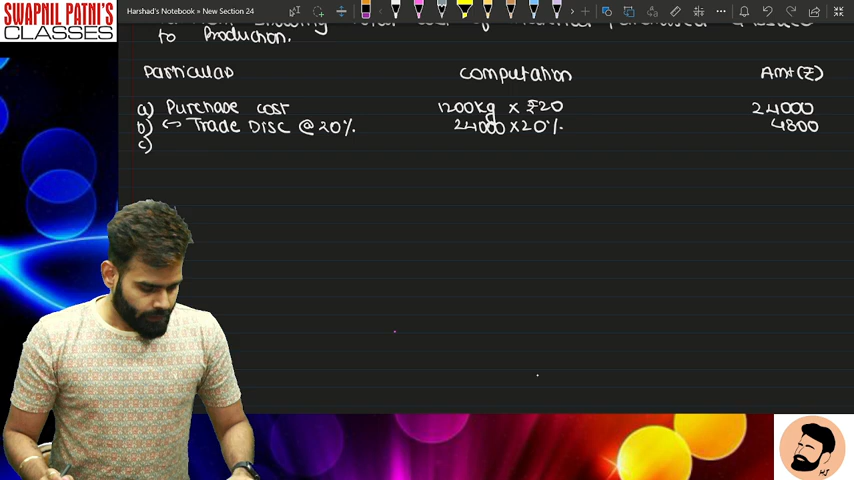 SWAPNIL PATNI'S
CLASSES
Harshad's Notebook » New Section 24
to Production.
Particulars Computation Amt (₹)
a) Purchase cost 1200kg x ₹20 24000
b) (-) Trade Disc @ 20% 24000 x 20% 4800
c)